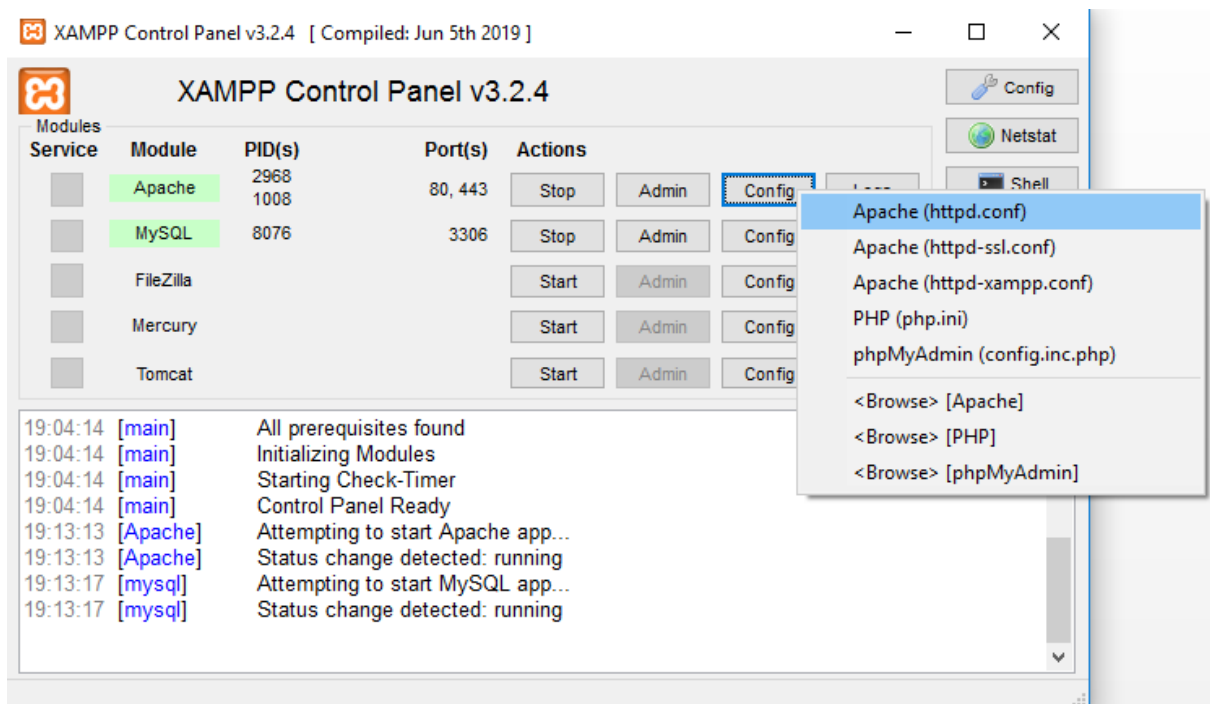 XAMPP Control Panel v3.2.4 [ Compiled: Jun 5th 2019 ]
XAMPP Control Panel v3.2.4
Config
Netstat
Shell
Modules
Service Module PID(s) Port(s) Actions
Apache 2968 1008 80, 443 Stop Admin Config
MySQL 8076 3306 Stop Admin Config
FileZilla Start Admin Config
Mercury Start Admin Config
Tomcat Start Admin Config
Apache (httpd.conf)
Apache (httpd-ssl.conf)
Apache (httpd-xampp.conf)
PHP (php.ini)
phpMyAdmin (config.inc.php)
<Browse> [Apache]
<Browse> [PHP]
<Browse> [phpMyAdmin]
19:04:14 [main] All prerequisites found
19:04:14 [main] Initializing Modules
19:04:14 [main] Starting Check-Timer
19:04:14 [main] Control Panel Ready
19:13:13 [Apache] Attempting to start Apache app...
19:13:13 [Apache] Status change detected: running
19:13:17 [mysql] Attempting to start MySQL app...
19:13:17 [mysql] Status change detected: running